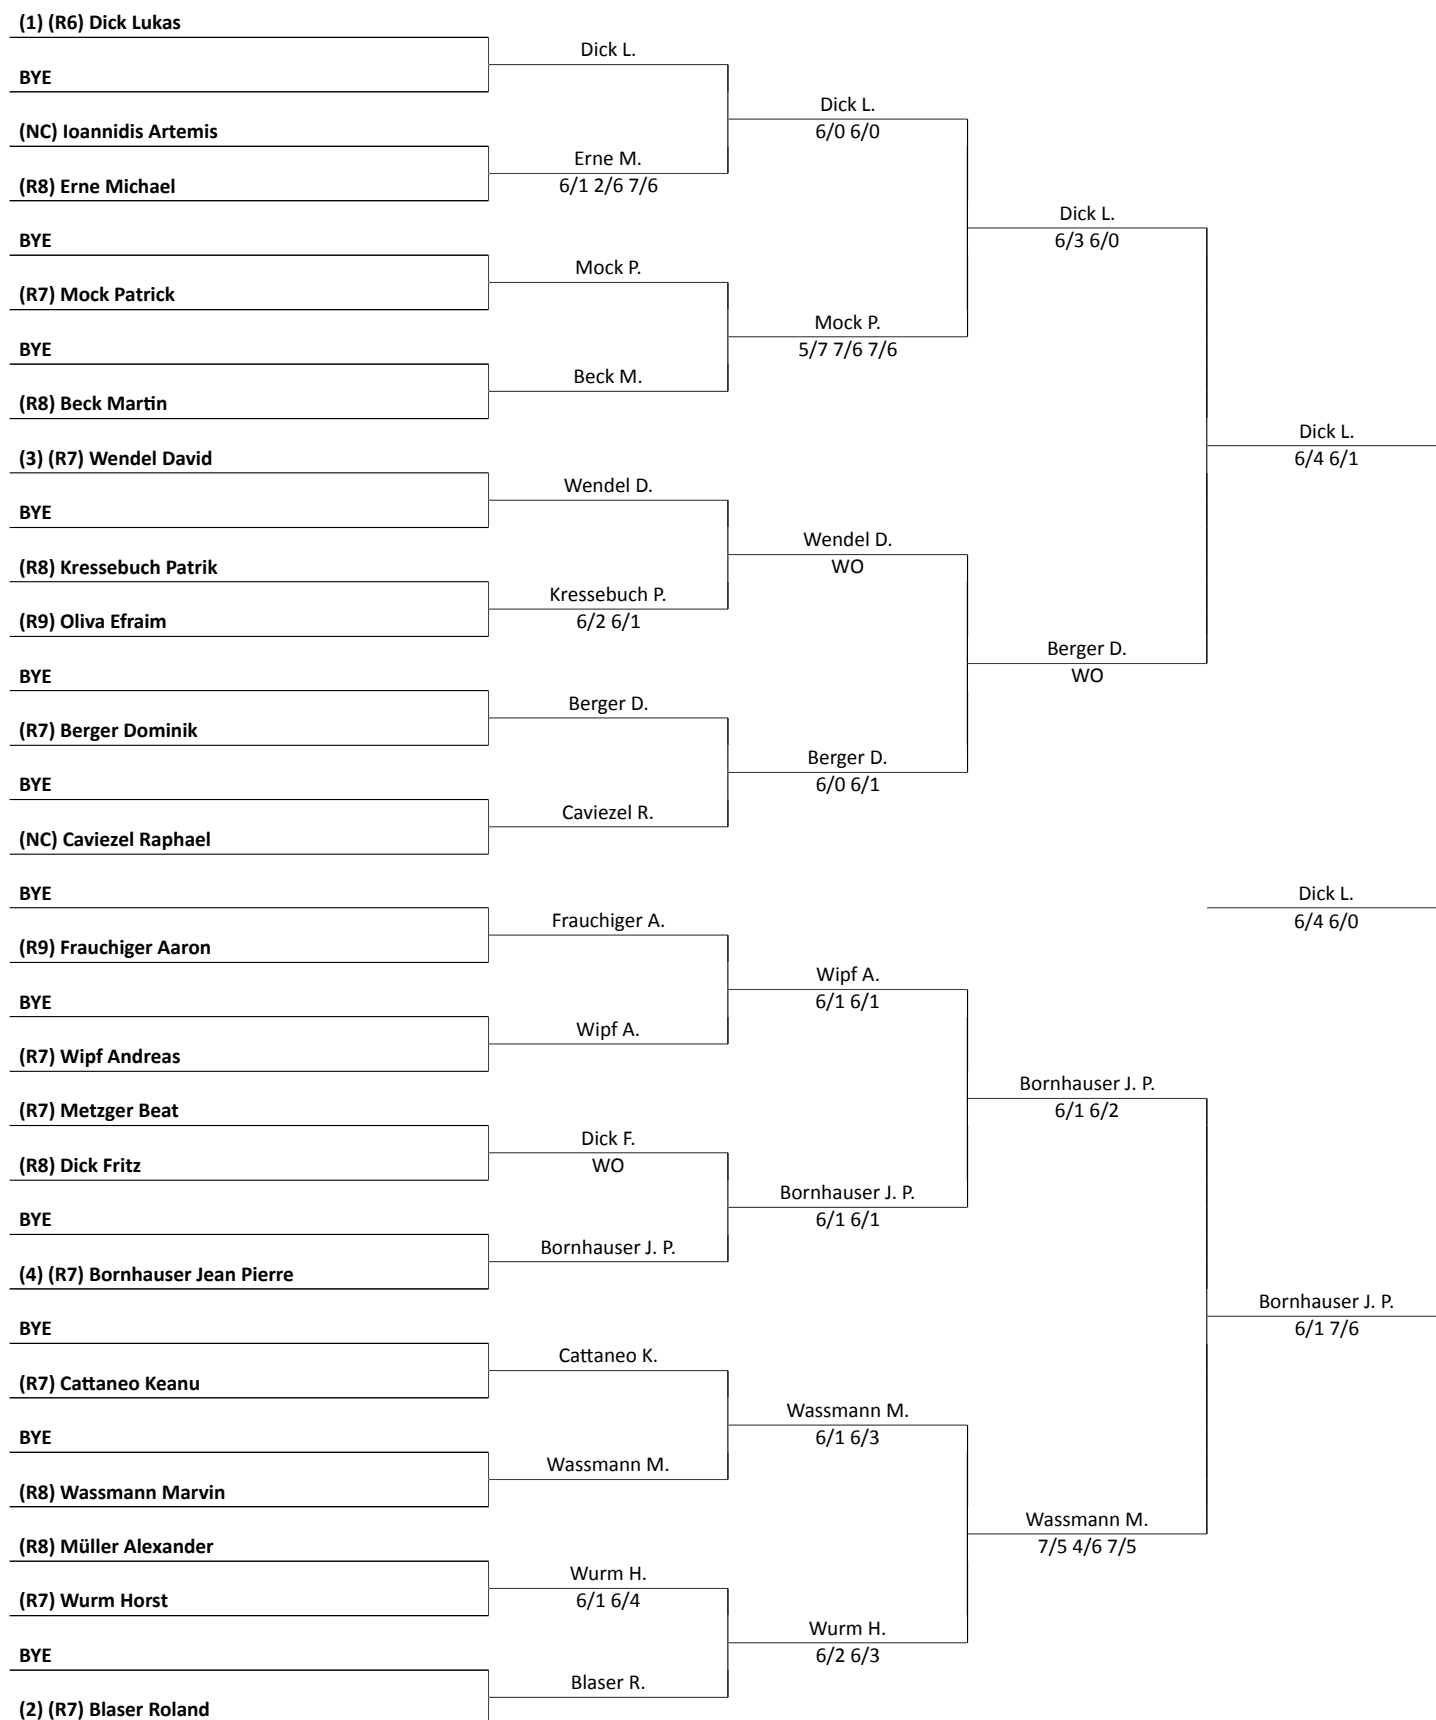 (1) (R6) Dick Lukas
Dick L.
BYE
Dick L.
6/0 6/0
(NC) Ioannidis Artemis
Erne M.
6/1 2/6 7/6
(R8) Erne Michael
Dick L.
6/3 6/0
BYE
Mock P.
(R7) Mock Patrick
Mock P.
5/7 7/6 7/6
BYE
Beck M.
(R8) Beck Martin
Dick L.
6/4 6/1
(3) (R7) Wendel David
Wendel D.
BYE
Wendel D.
WO
(R8) Kressebuch Patrik
Kressebuch P.
6/2 6/1
(R9) Oliva Efraim
Berger D.
WO
BYE
Berger D.
(R7) Berger Dominik
Berger D.
6/0 6/1
BYE
Caviezel R.
(NC) Caviezel Raphael
BYE
Dick L.
6/4 6/0
Frauchiger A.
(R9) Frauchiger Aaron
Wipf A.
6/1 6/1
BYE
Wipf A.
(R7) Wipf Andreas
Bornhauser J. P.
6/1 6/2
(R7) Metzger Beat
Dick F.
WO
(R8) Dick Fritz
Bornhauser J. P.
6/1 6/1
BYE
Bornhauser J. P.
(4) (R7) Bornhauser Jean Pierre
Bornhauser J. P.
6/1 7/6
BYE
Cattaneo K.
(R7) Cattaneo Keanu
Wassmann M.
6/1 6/3
BYE
Wassmann M.
(R8) Wassmann Marvin
Wassmann M.
7/5 4/6 7/5
(R8) Müller Alexander
Wurm H.
6/1 6/4
(R7) Wurm Horst
Wurm H.
6/2 6/3
BYE
Blaser R.
(2) (R7) Blaser Roland